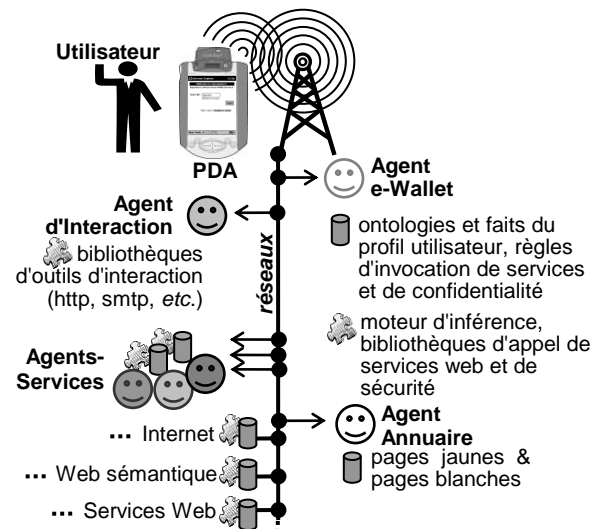 Utilisateur
PDA
Agent
e-Wallet
Agent
d'Interaction
bibliothèques
d'outils d'interaction
(http, smtp, etc.)
réseaux
ontologies et faits du
profil utilisateur, règles
d'invocation de services
et de confidentialité
moteur d'inférence,
bibliothèques d'appel de
services web et de
sécurité
Agents-
Services
Agent
Annuaire
pages jaunes &
pages blanches
... Internet
... Web sémantique
... Services Web